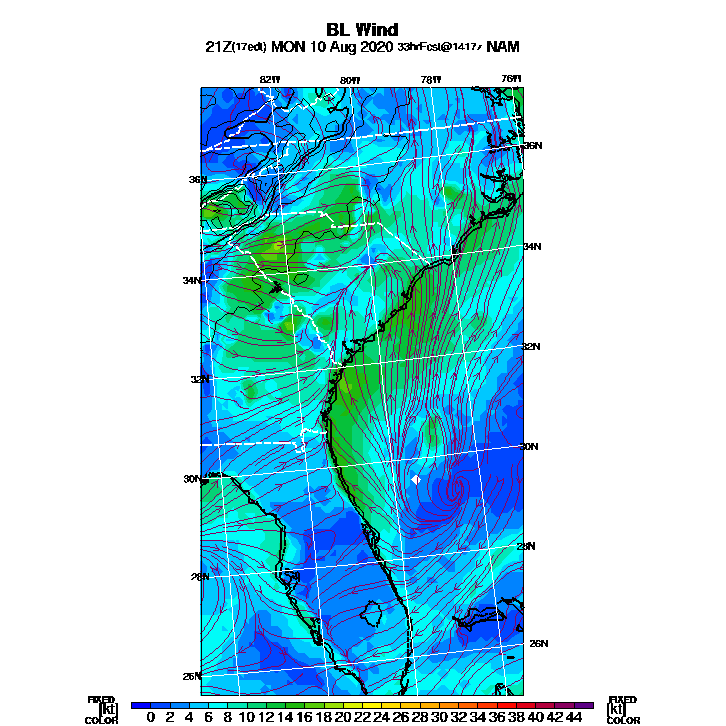 BL Wind
21Z(17edt) MON 10 Aug 2020 33hrFcst@1417z NAM
82W 80W 78W 76W
36N
36N
34N
34N
32N
32N
30N
30N
28N
28N
26N
26N
FIXED FIXED
[kt] 0 2 4 6 8 10 12 14 16 18 20 22 24 26 28 30 32 34 36 38 40 42 44 [kt]
COLOR COLOR